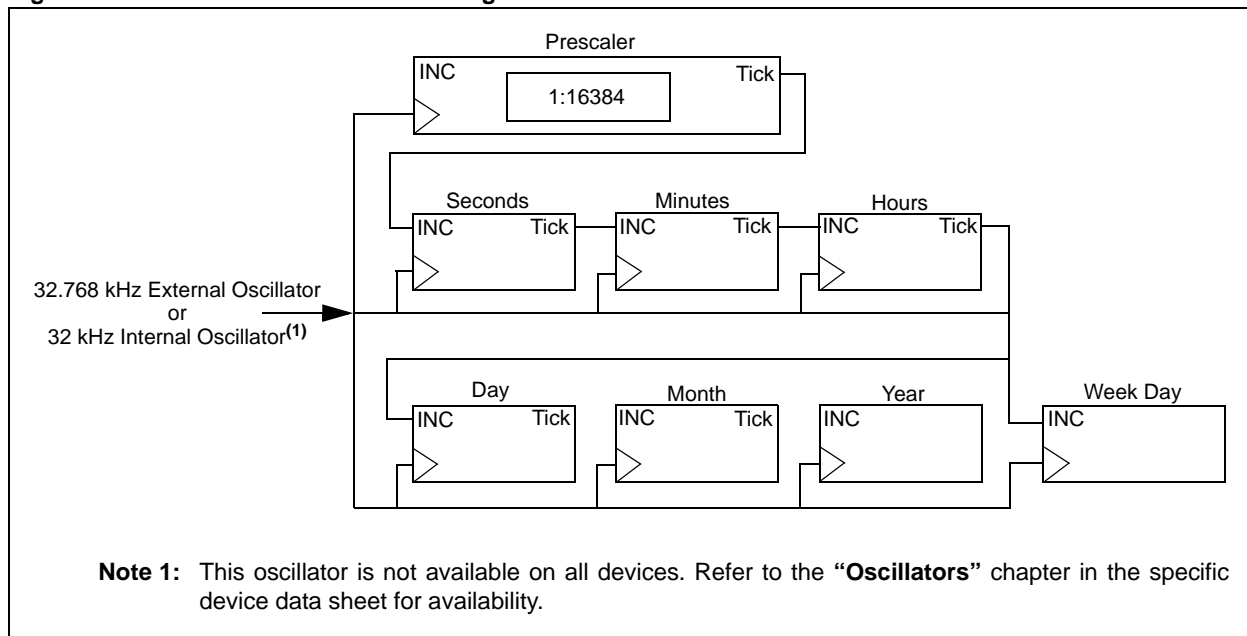 Prescaler
INC Tick
1:16384
Seconds Minutes Hours
INC Tick INC Tick INC Tick
32.768 kHz External Oscillator
or
32 kHz Internal Oscillator(1)
Day Month Year Week Day
INC Tick INC Tick INC INC
Note 1: This oscillator is not available on all devices. Refer to the “Oscillators” chapter in the specific
device data sheet for availability.